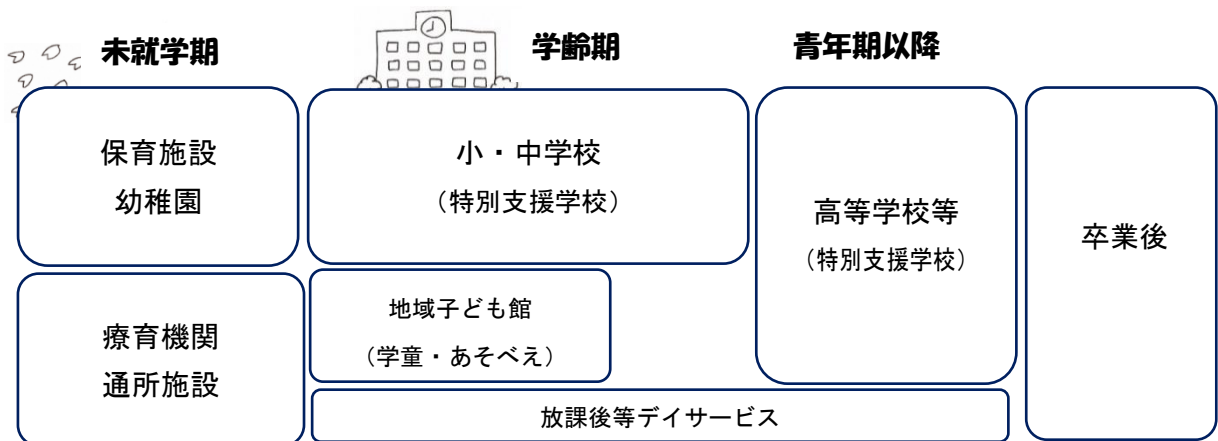 未就学期
学齢期
青年期以降
保育施設
幼稚園
小・中学校
（特別支援学校）
高等学校等
（特別支援学校）
卒業後
療育機関
通所施設
地域子ども館
（学童・あそべえ）
放課後等デイサービス